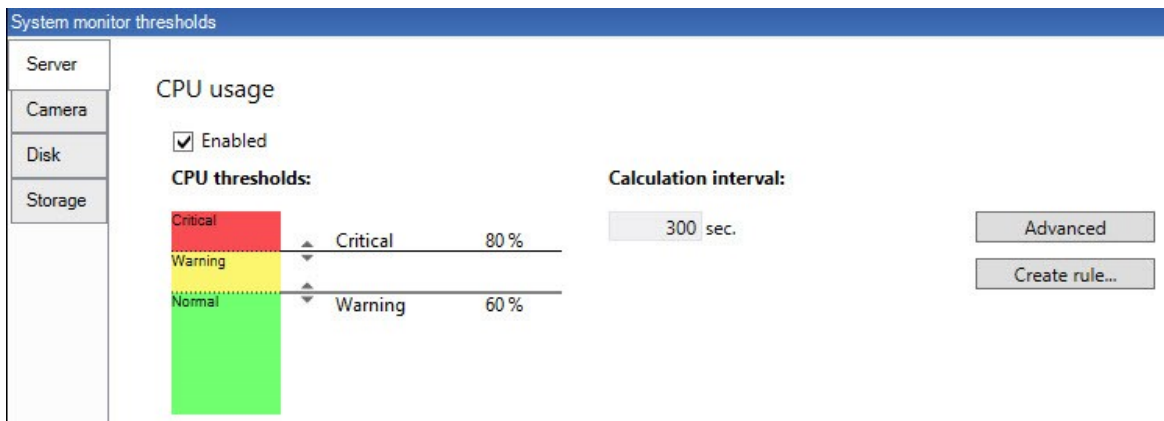 System monitor thresholds
Server
Camera
Disk
Storage
CPU usage
Enabled
CPU thresholds:
Critical
Warning
Normal
Critical 80 %
Warning 60 %
Calculation interval:
300 sec.
Advanced
Create rule...